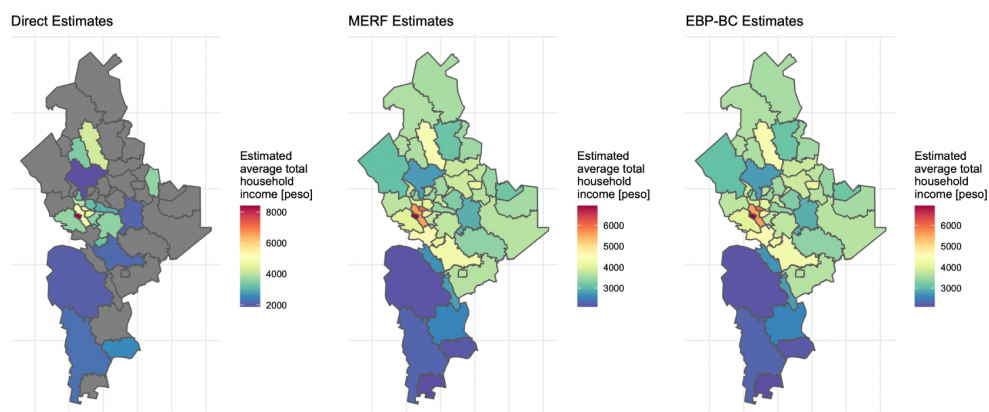 Direct Estimates
Estimated
average total
household
income [peso]
8000
6000
4000
2000
MERF Estimates
Estimated
average total
household
income [peso]
6000
5000
4000
3000
EBP-BC Estimates
Estimated
average total
household
income [peso]
6000
5000
4000
3000